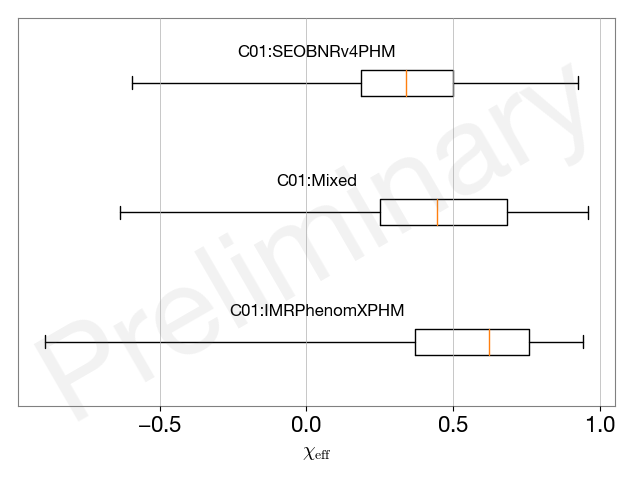 C01:SEOBNRv4PHM
C01:Mixed
C01:IMRPhenomXPHM
Preliminary
−0.5 0.0 0.5 1.0
χeff